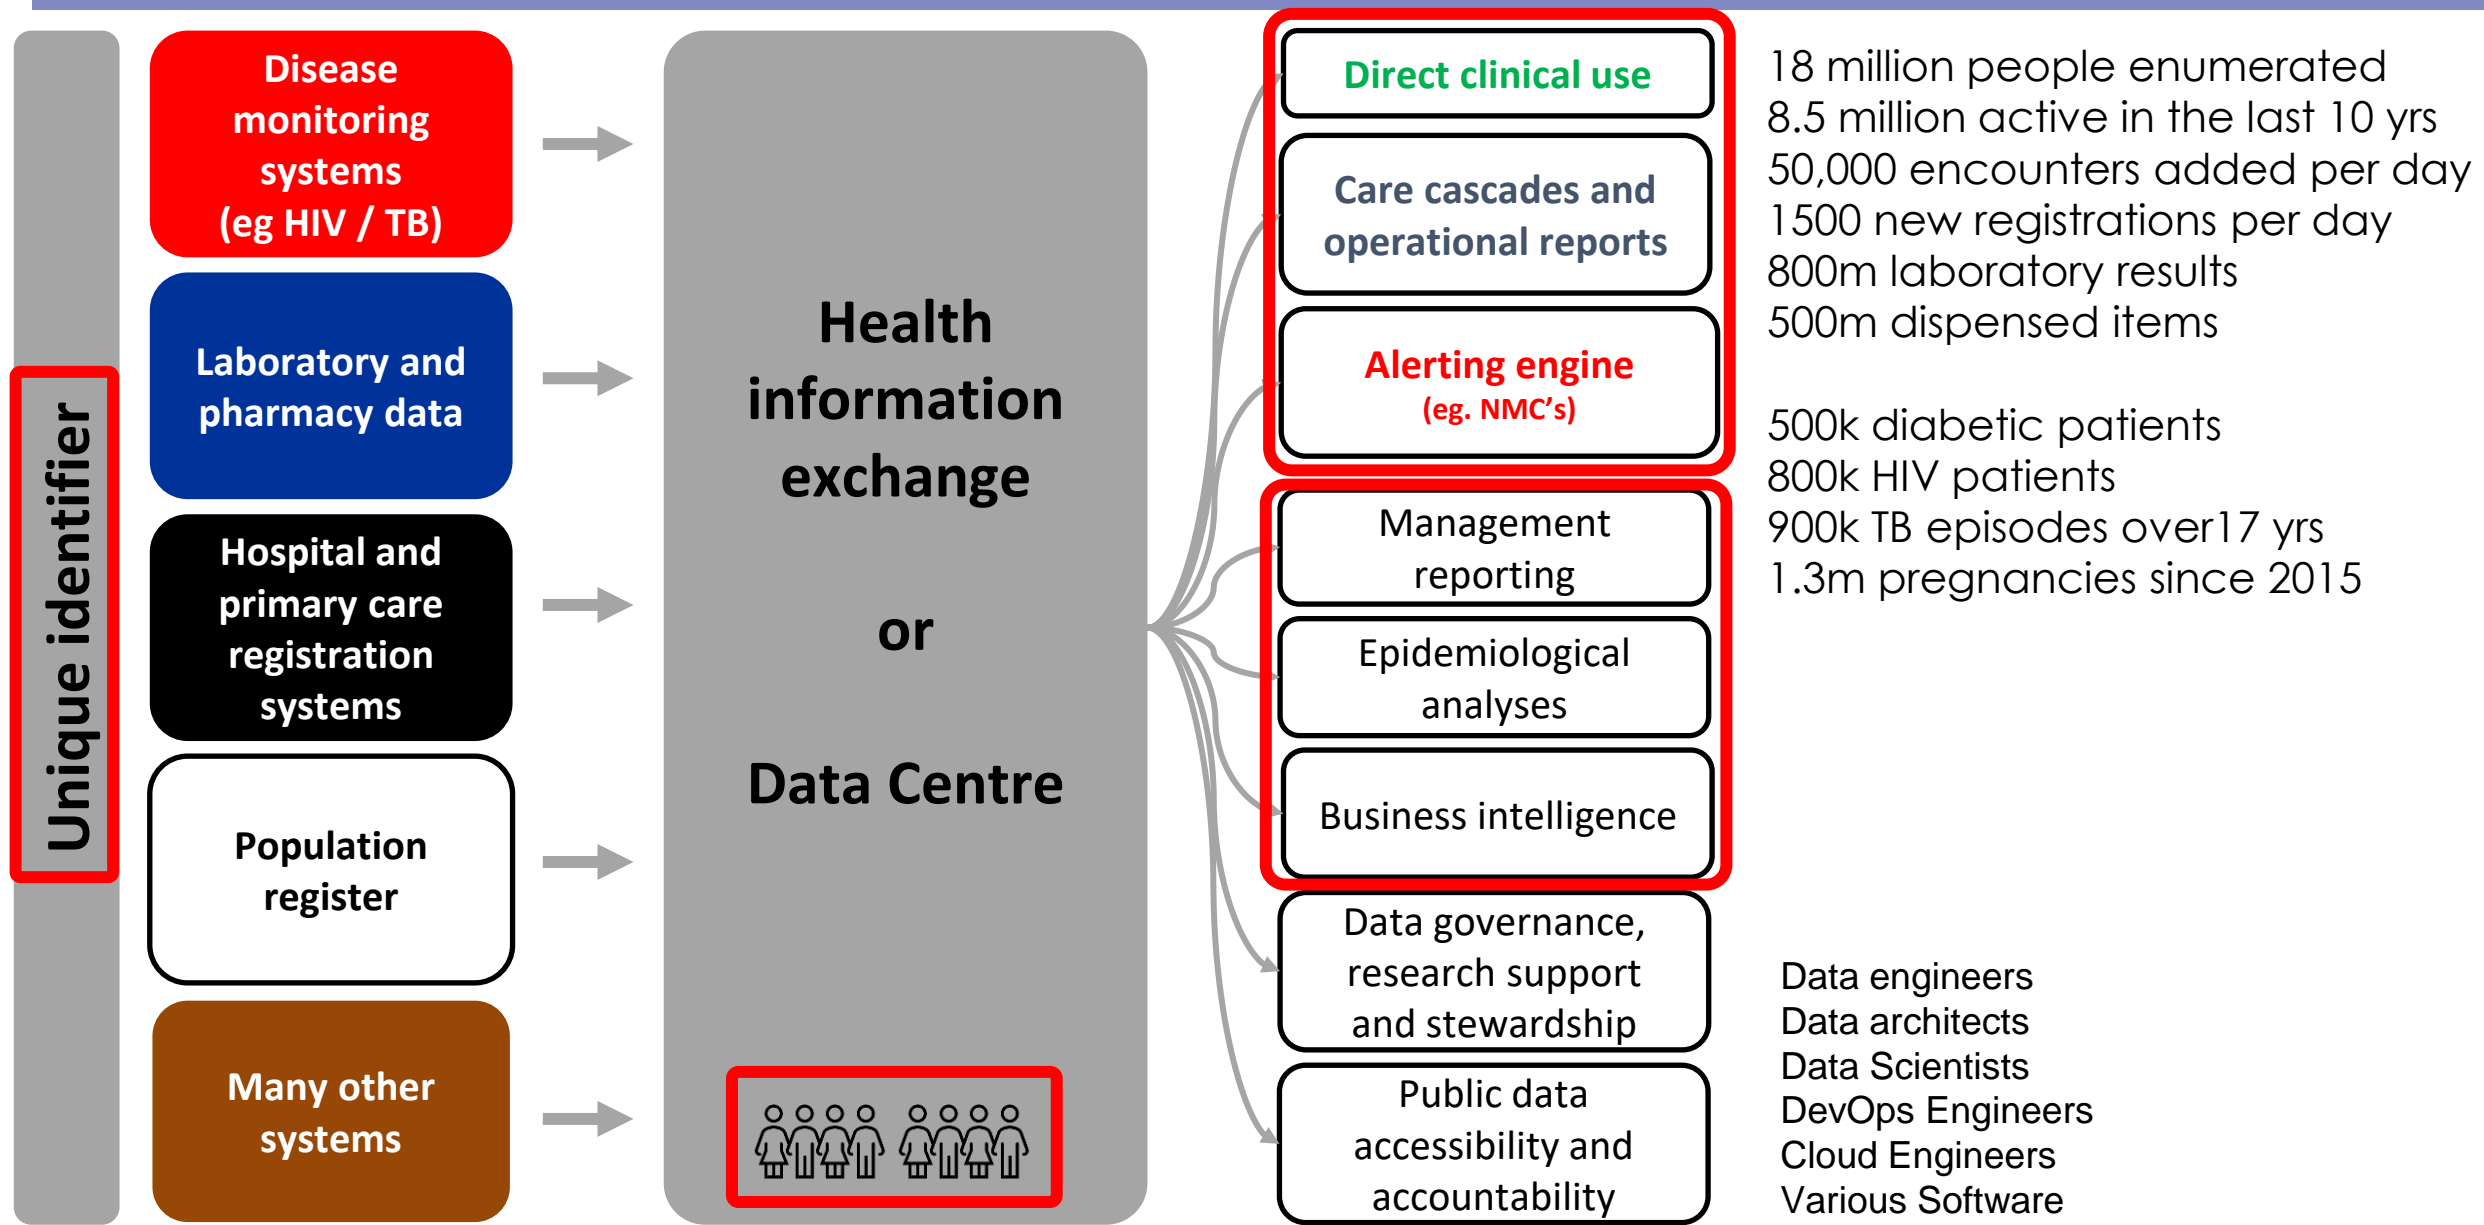 Unique identifier
Disease
monitoring
systems
(eg HIV / TB)
Laboratory and
pharmacy data
Hospital and
primary care
registration
systems
Population
register
Many other
systems
Health
information
exchange
or
Data Centre
Direct clinical use
Care cascades and
operational reports
Alerting engine
(eg. NMC's)
Management
reporting
Epidemiological
analyses
Business intelligence
Data governance,
research support
and stewardship
Public data
accessibility and
accountability
18 million people enumerated
8.5 million active in the last 10 yrs
50,000 encounters added per day
1500 new registrations per day
800m laboratory results
500m dispensed items
500k diabetic patients
800k HIV patients
900k TB episodes over17 yrs
1.3m pregnancies since 2015
Data engineers
Data architects
Data Scientists
DevOps Engineers
Cloud Engineers
Various Software